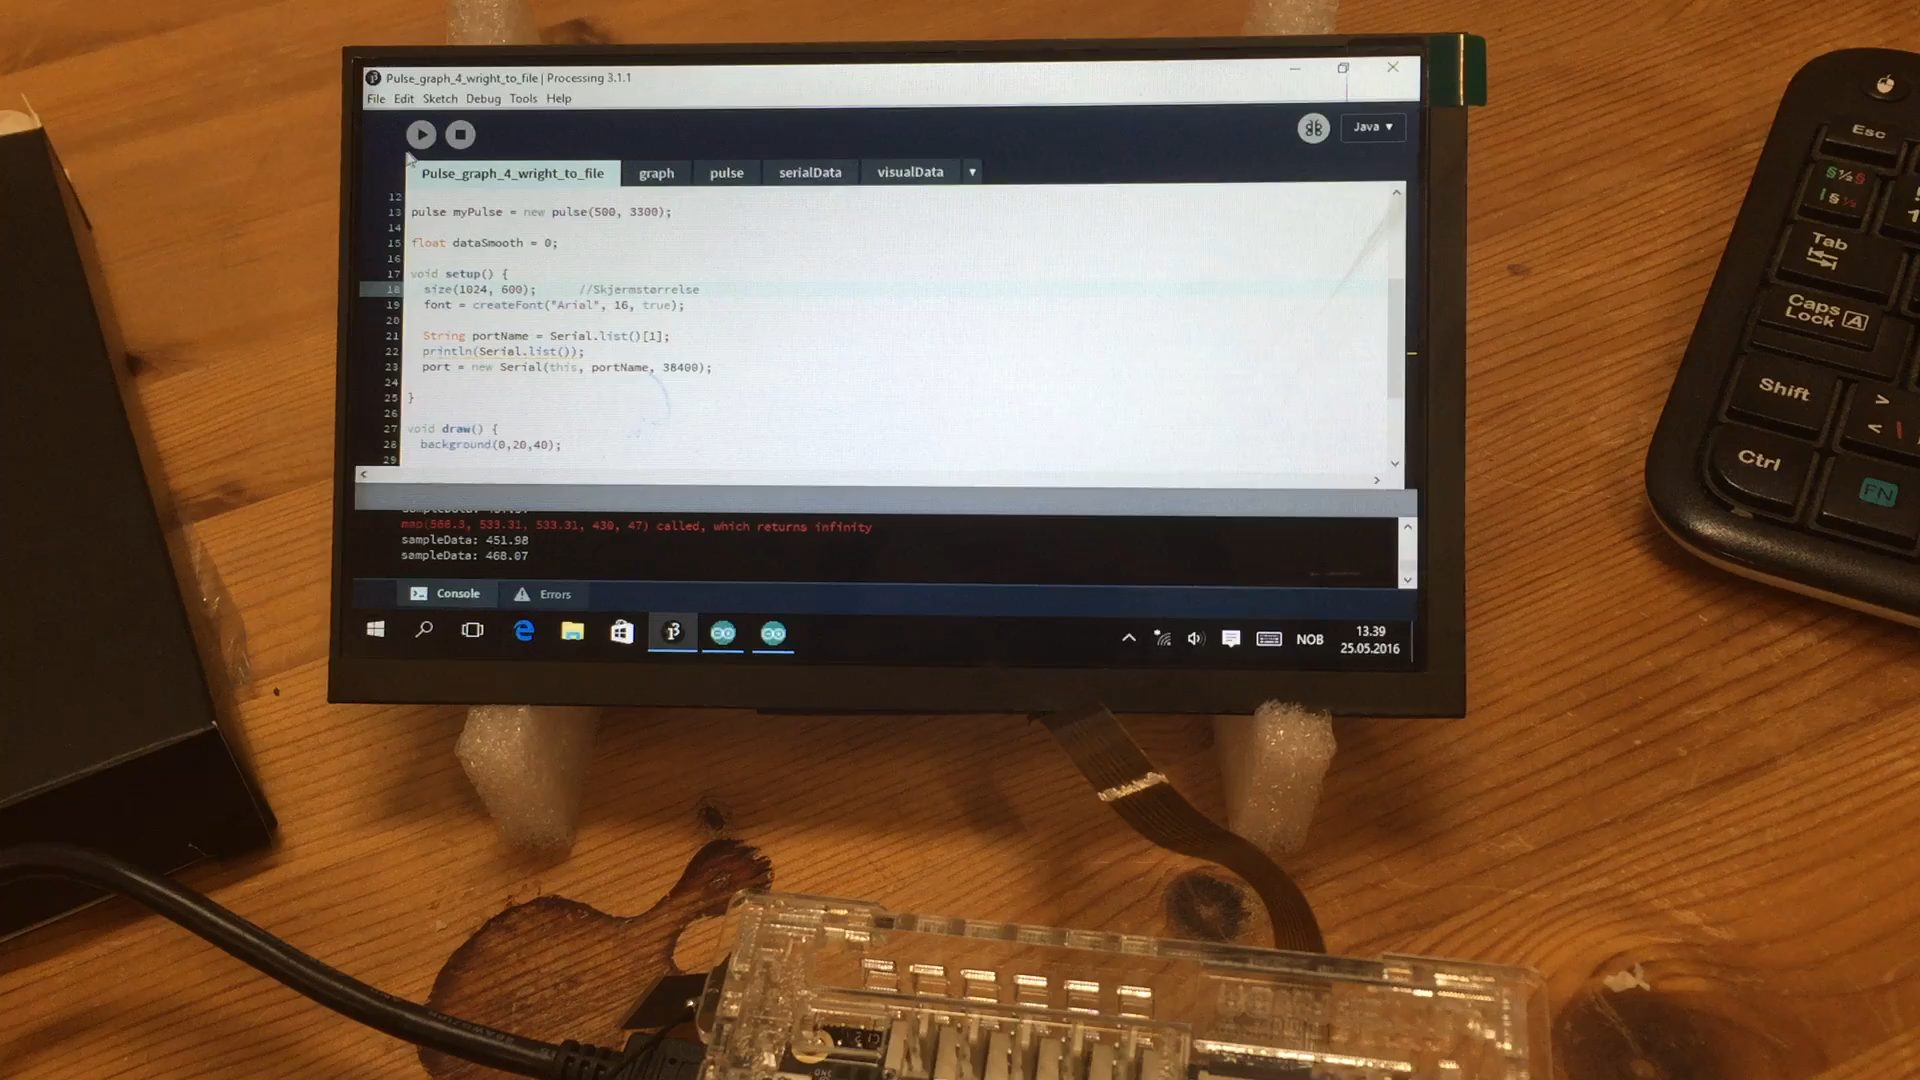 Pulse_graph_4_wright_to_file | Processing 3.1.1
File Edit Sketch Debug Tools Help
Java ▾
Pulse_graph_4_wright_to_file graph pulse serialData visualData ▾
12
13 pulse myPulse = new pulse(500, 3300);
14
15 float dataSmooth = 0;
16
17 void setup() {
18 size(1024, 600); //Skjermstørrelse
19 font = createFont("Arial", 16, true);
20
21 String portName = Serial.list()[1];
22 println(Serial.list());
23 port = new Serial(this, portName, 38400);
24
25 }
26
27 void draw() {
28 background(0,20,40);
29
map(568.3, 533.31, 533.31, 430, 47) called, which returns infinity
sampleData: 451.98
sampleData: 468.07
Console Errors
NOB
13.39
25.05.2016
Esc
Tab
Caps Lock A
Shift
> <
Ctrl
FN